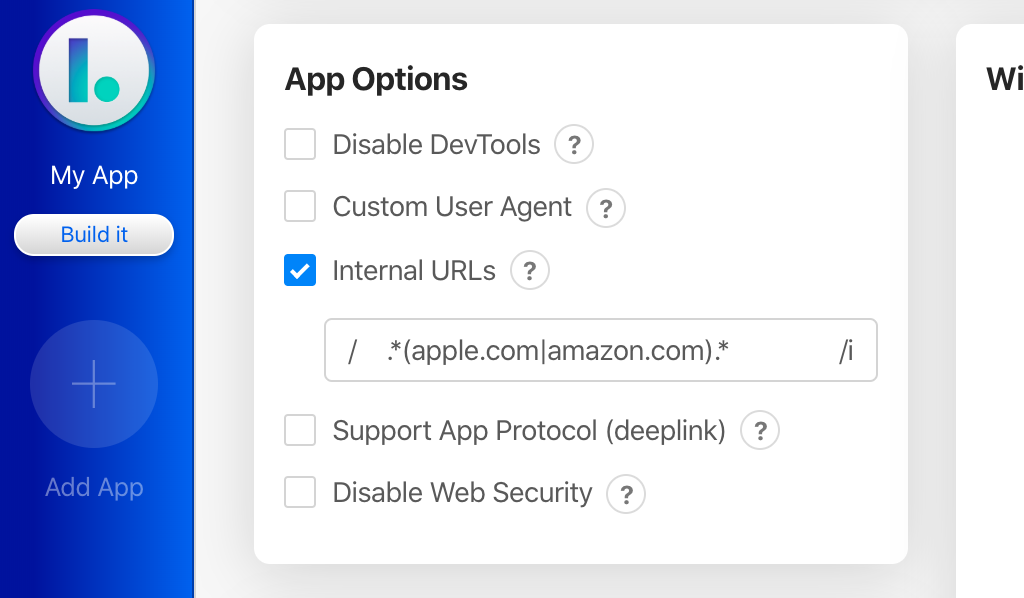 My App
Build it
Add App
App Options
Disable DevTools ?
Custom User Agent ?
Internal URLs ?
/ .*(apple.com|amazon.com).* /i
Support App Protocol (deeplink) ?
Disable Web Security ?
Wi